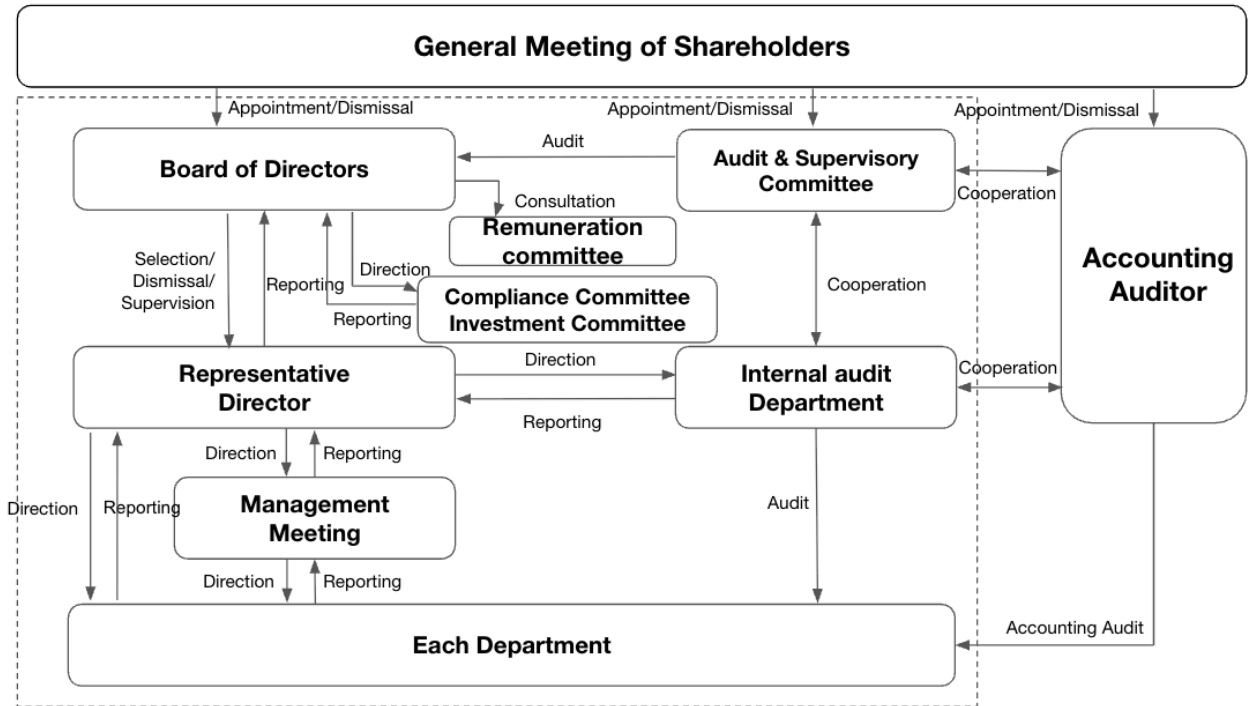 General Meeting of Shareholders
Appointment/Dismissal
Appointment/Dismissal
Appointment/Dismissal
Board of Directors
Audit
Audit & Supervisory
Committee
Cooperation
Consultation
Remuneration
committee
Selection/
Dismissal/
Supervision
Reporting
Direction
Reporting
Compliance Committee
Investment Committee
Cooperation
Accounting
Auditor
Representative
Director
Direction
Reporting
Internal audit
Department
Cooperation
Direction
Reporting
Direction
Reporting
Management
Meeting
Audit
Direction
Reporting
Each Department
Accounting Audit